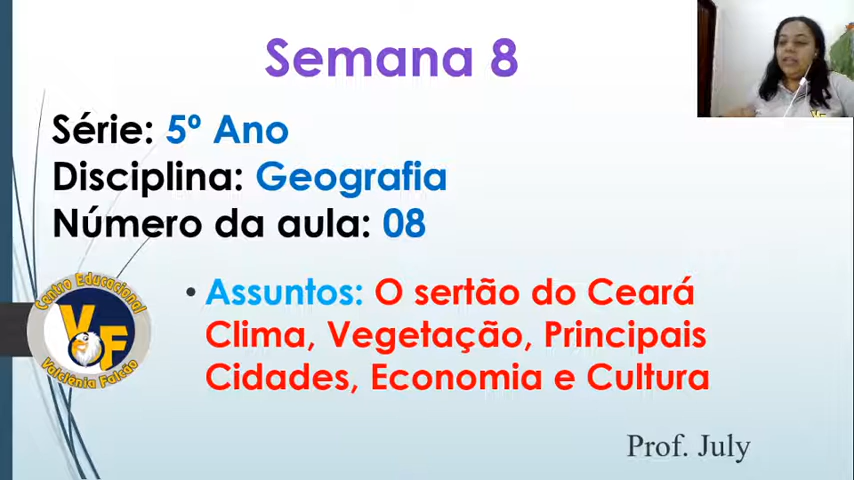 Semana 8
Série: 5º Ano
Disciplina: Geografia
Número da aula: 08
• Assuntos: O sertão do Ceará
Clima, Vegetação, Principais
Cidades, Economia e Cultura
Centro Educacional
VF
Valclênia Falcão
Prof. July